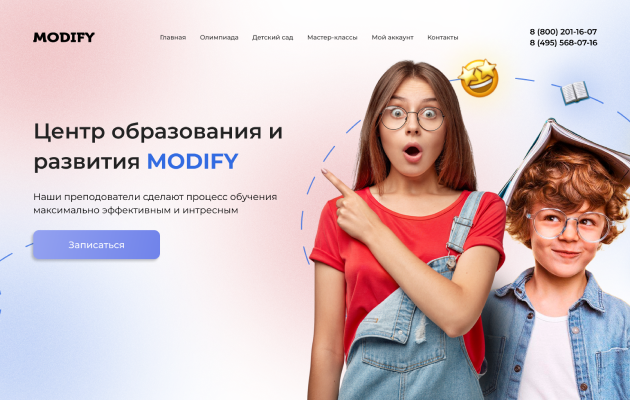 MODIFY
Главная Олимпиада Детский сад Мастер-классы Мой аккаунт Контакты
8 (800) 201-16-07
8 (495) 568-07-16
Центр образования и
развития MODIFY
Наши преподователи сделают процесс обучения
максимально эффективным и интресным
Записаться